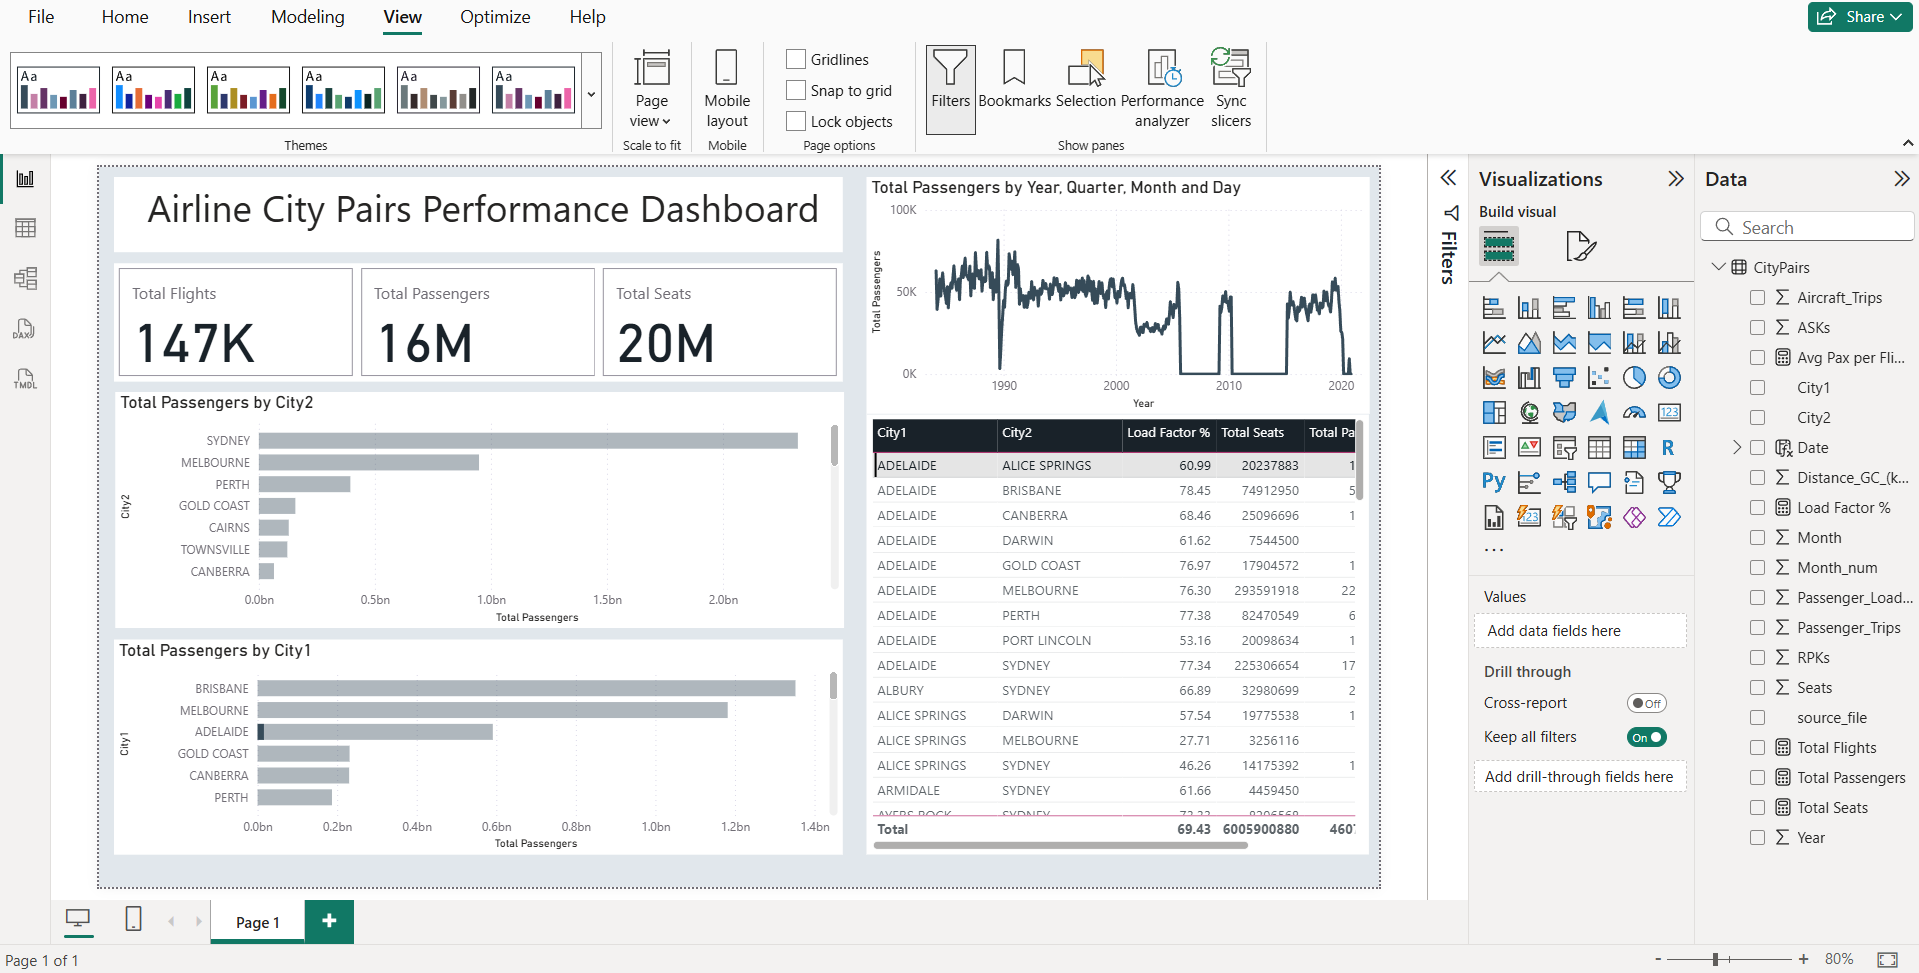 File Home Insert Modeling View Optimize Help
Share
Aa Aa Aa Aa Aa Aa
Themes
Page view
Scale to fit
Mobile layout
Mobile
Gridlines
Snap to grid
Lock objects
Page options
Filters
Bookmarks
Selection
Performance analyzer
Sync slicers
Show panes
DAX
TMDL
Airline City Pairs Performance Dashboard
Total Flights
147K
Total Passengers
16M
Total Seats
20M
Total Passengers by City2
City2
SYDNEY
MELBOURNE
PERTH
GOLD COAST
CAIRNS
TOWNSVILLE
CANBERRA
0.0bn 0.5bn 1.0bn 1.5bn 2.0bn
Total Passengers
Total Passengers by City1
City1
BRISBANE
MELBOURNE
ADELAIDE
GOLD COAST
CANBERRA
PERTH
0.0bn 0.2bn 0.4bn 0.6bn 0.8bn 1.0bn 1.2bn 1.4bn
Total Passengers
Total Passengers by Year, Quarter, Month and Day
Total Passengers
100K
50K
0K
1990 2000 2010 2020
Year
City1 City2 Load Factor % Total Seats Total Pa
ADELAIDE ALICE SPRINGS 60.99 20237883 1
ADELAIDE BRISBANE 78.45 74912950 5
ADELAIDE CANBERRA 68.46 25096696 1
ADELAIDE DARWIN 61.62 7544500
ADELAIDE GOLD COAST 76.97 17904572 1
ADELAIDE MELBOURNE 76.30 293591918 22
ADELAIDE PERTH 77.38 82470549 6
ADELAIDE PORT LINCOLN 53.16 20098634 1
ADELAIDE SYDNEY 77.34 225306654 17
ALBURY SYDNEY 66.89 32980699 2
ALICE SPRINGS DARWIN 57.54 19775538 1
ALICE SPRINGS MELBOURNE 27.71 3256116
ALICE SPRINGS SYDNEY 46.26 14175392 1
ARMIDALE SYDNEY 61.66 4459450
AYERS ROCK SYDNEY
Total 69.43 6005900880 4607
Filters
Visualizations
Build visual
123
R
Py
123
...
Values
Add data fields here
Drill through
Cross-report Off
Keep all filters On
Add drill-through fields here
Data
Search
CityPairs
Aircraft_Trips
ASKs
Avg Pax per Fli...
City1
City2
Date
Distance_GC_(k...
Load Factor %
Month
Month_num
Passenger_Load...
Passenger_Trips
RPKs
Seats
source_file
Total Flights
Total Passengers
Total Seats
Year
Page 1
Page 1 of 1
- + 80%